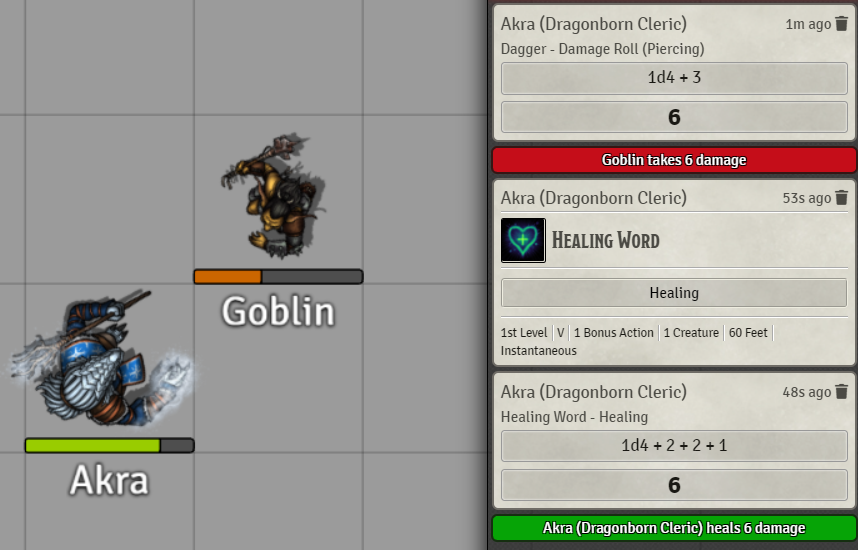 Goblin
Akra
Akra (Dragonborn Cleric) 1m ago
Dagger - Damage Roll (Piercing)
1d4 + 3
6
Goblin takes 6 damage
Akra (Dragonborn Cleric) 53s ago
Healing Word
Healing
1st Level | V | 1 Bonus Action | 1 Creature | 60 Feet |
Instantaneous
Akra (Dragonborn Cleric) 48s ago
Healing Word - Healing
1d4 + 2 + 2 + 1
6
Akra (Dragonborn Cleric) heals 6 damage